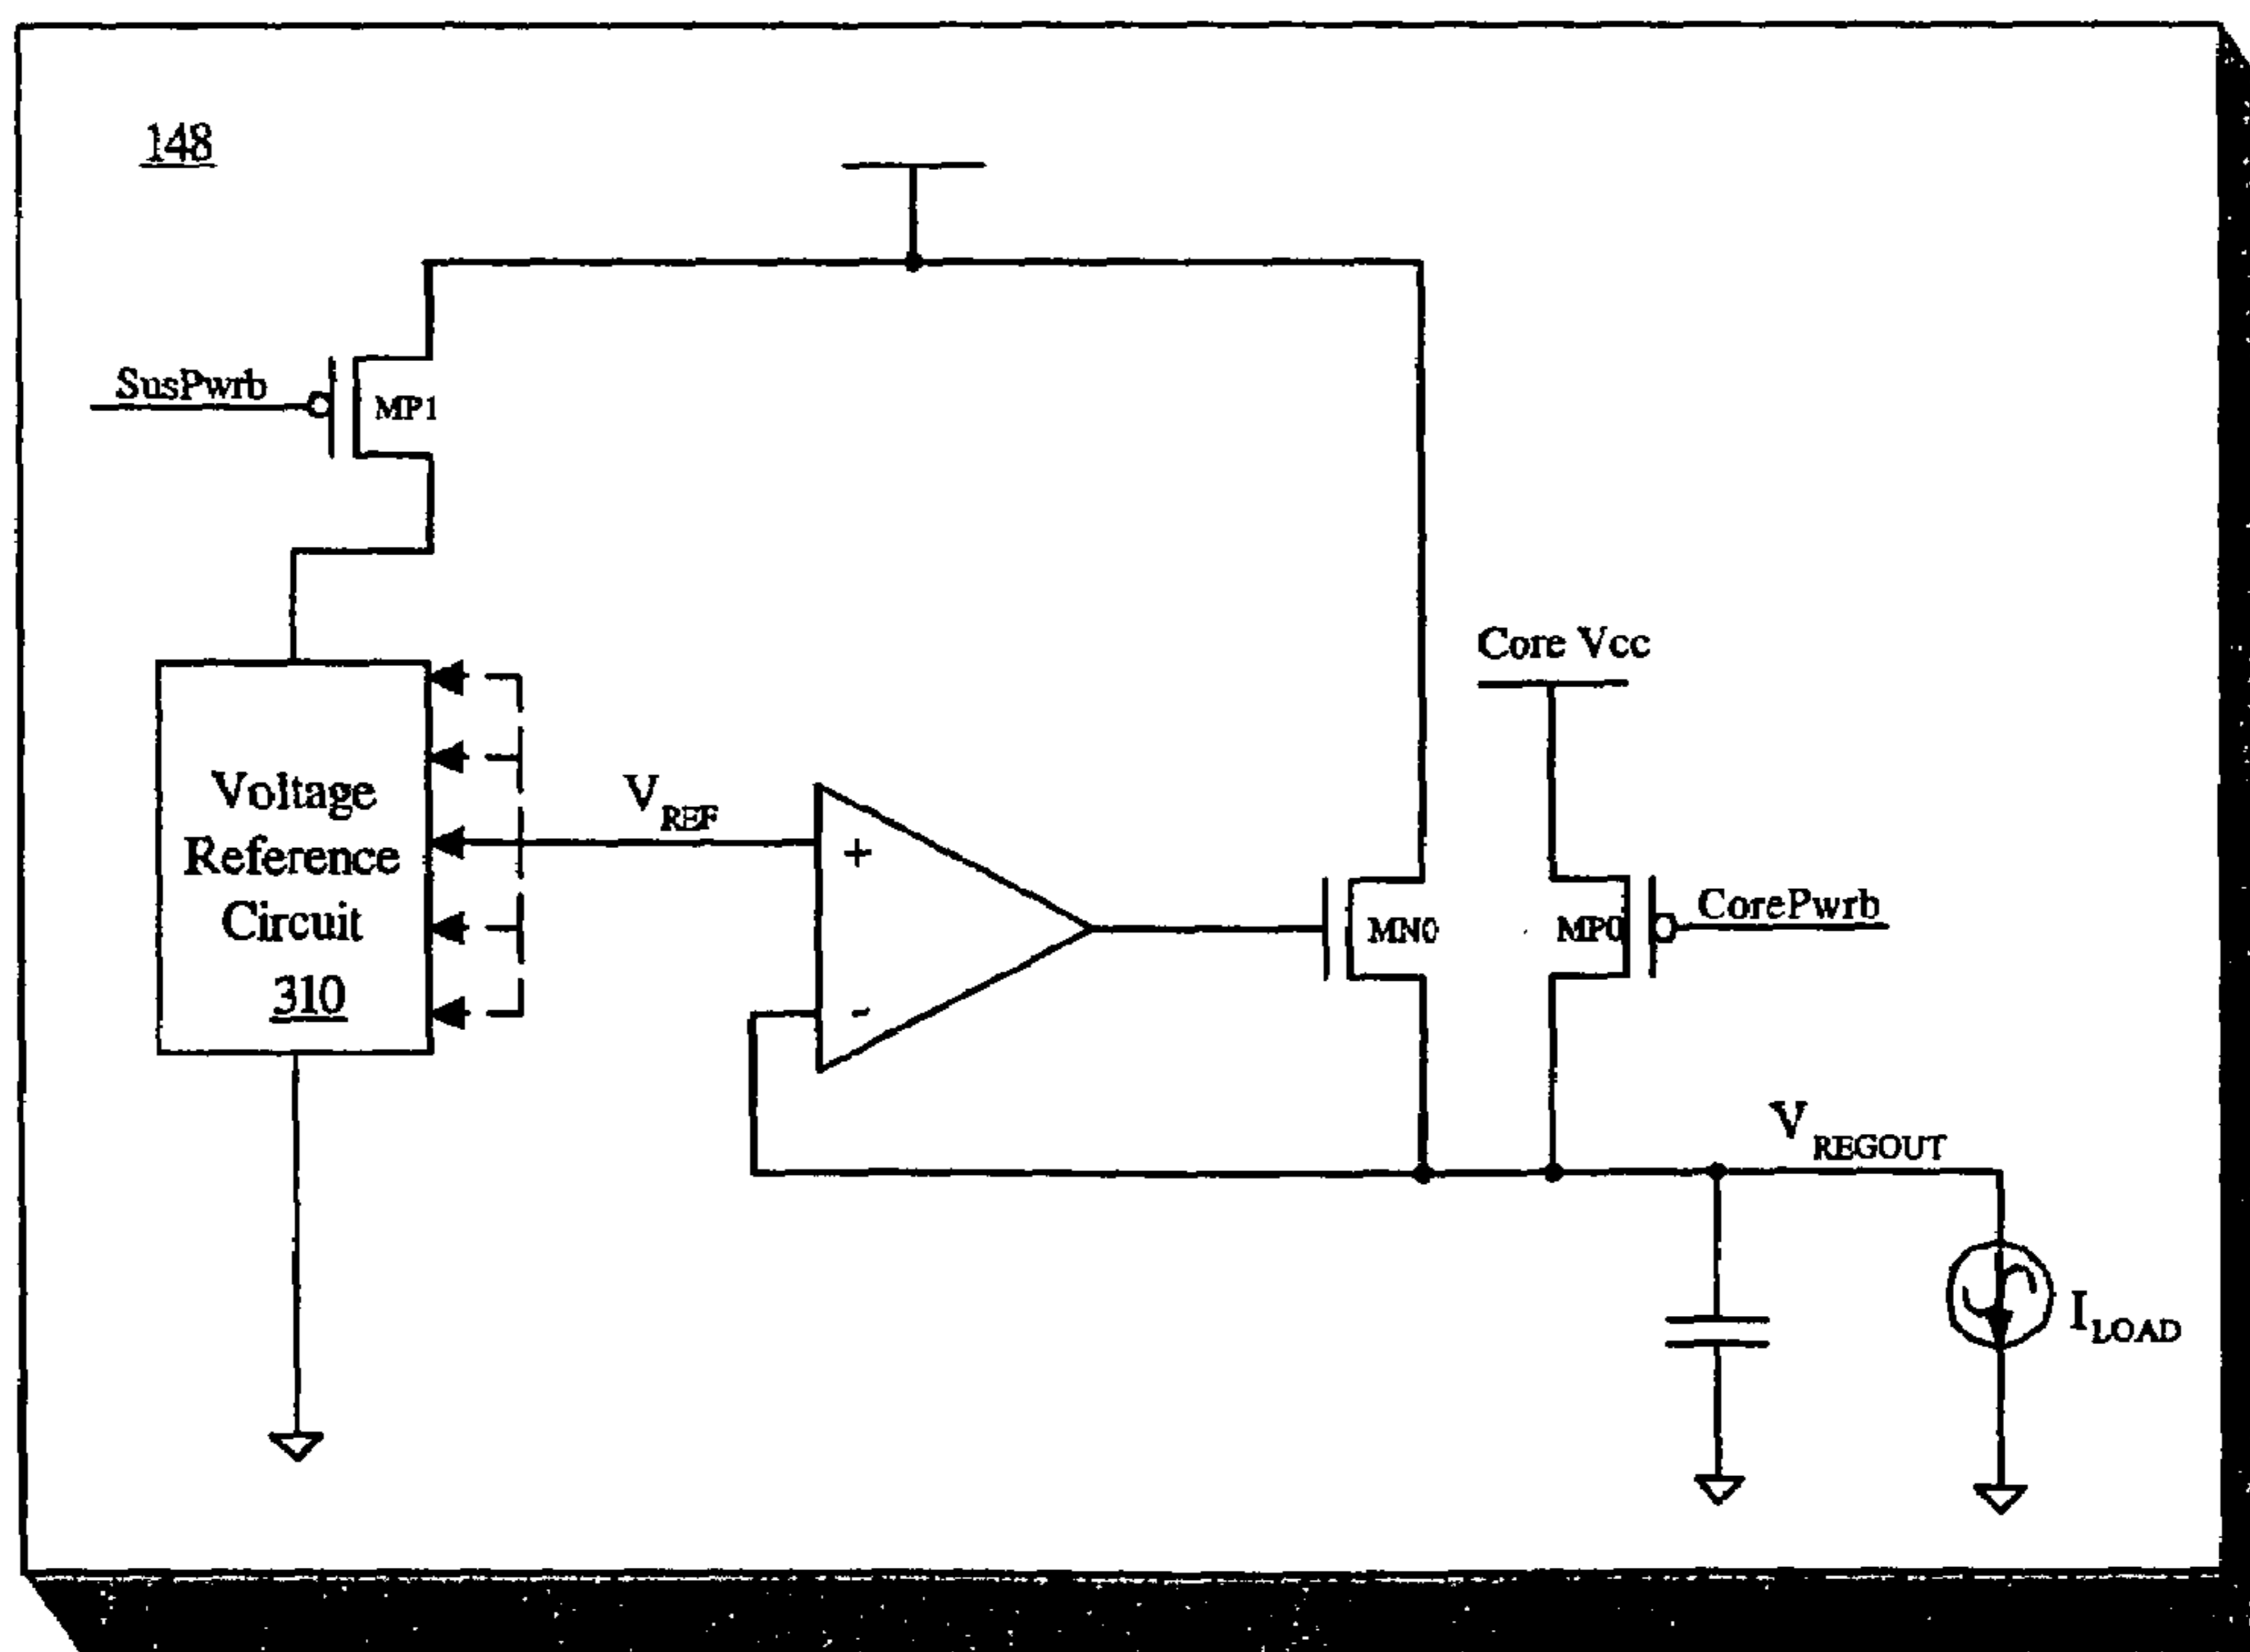 148
SusPwrb
MP1
Core Vcc
Voltage
Reference
Circuit
310
VREF
+
-
MN0
MP0
CorePwrb
VREGOUT
ILOAD